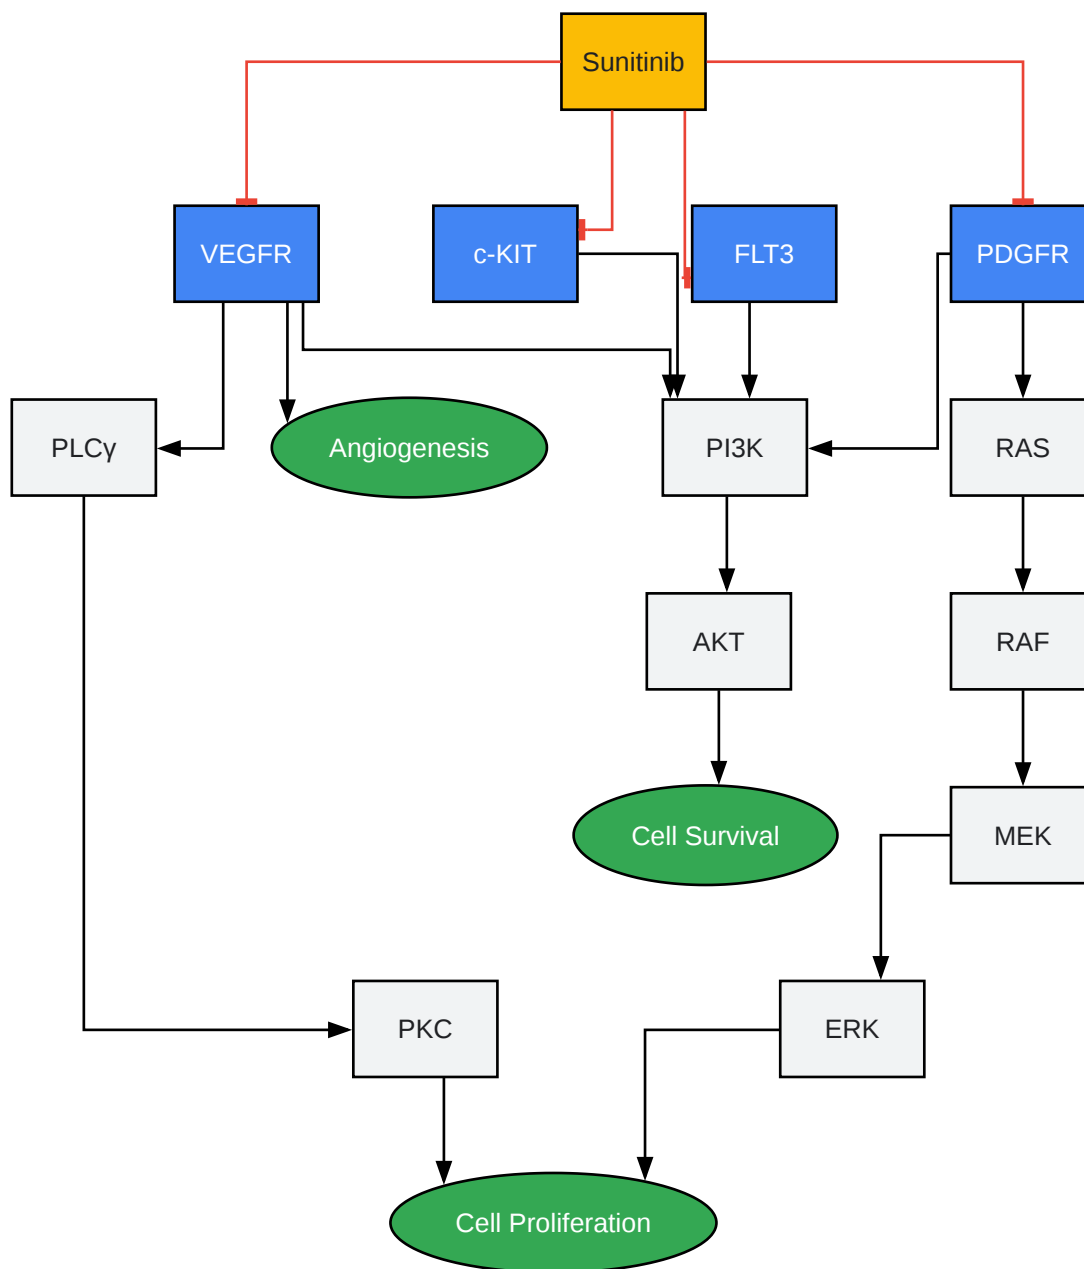 Sunitinib
VEGFR
c-KIT
FLT3
PDGFR
PLCγ
Angiogenesis
PI3K
RAS
AKT
RAF
Cell Survival
MEK
PKC
ERK
Cell Proliferation